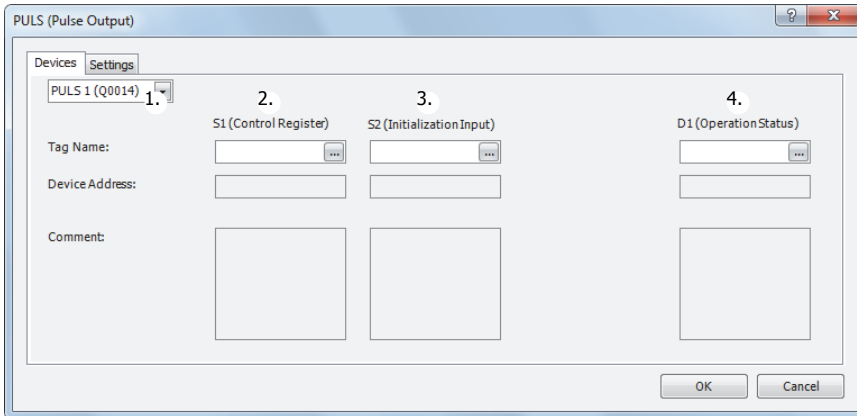 PULS (Pulse Output)
Devices Settings
PULS 1 (Q0014)
1. 2. 3. 4.
S1 (Control Register) S2 (Initialization Input) D1 (Operation Status)
Tag Name: ... ... ...
Device Address:
Comment:
OK Cancel